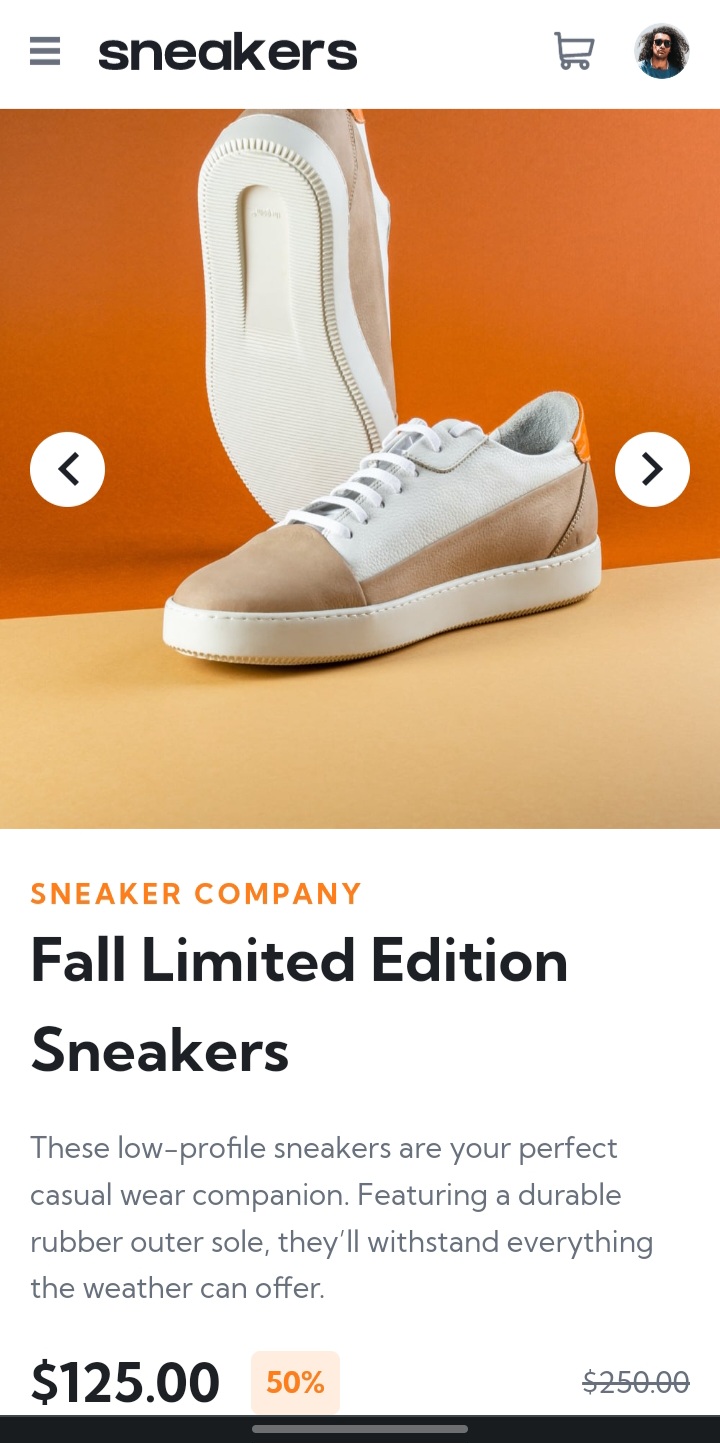 sneakers
SNEAKER COMPANY
Fall Limited Edition
Sneakers
These low-profile sneakers are your perfect
casual wear companion. Featuring a durable
rubber outer sole, they’ll withstand everything
the weather can offer.
$125.00 50% $250.00